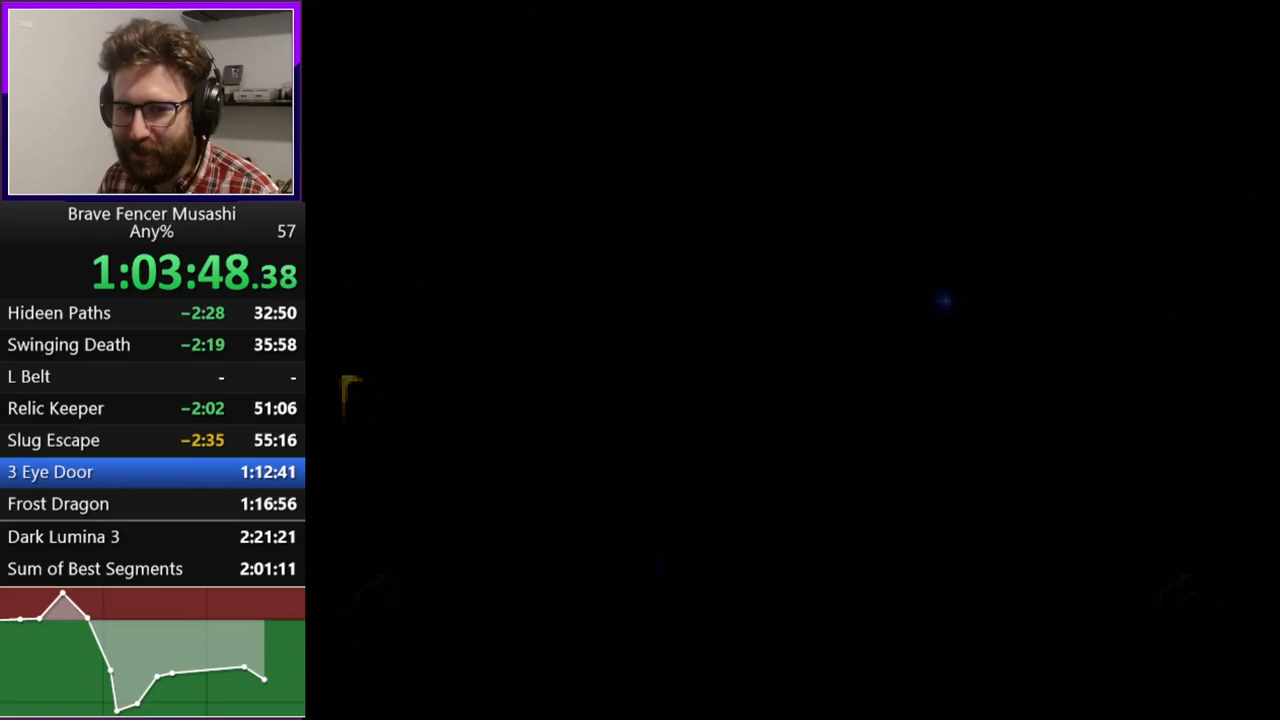 Brave Fencer Musashi
Any% 57
1:03:48.38
Hideen Paths -2:28 32:50
Swinging Death -2:19 35:58
L Belt - -
Relic Keeper -2:02 51:06
Slug Escape -2:35 55:16
3 Eye Door 1:12:41
Frost Dragon 1:16:56
Dark Lumina 3 2:21:21
Sum of Best Segments 2:01:11